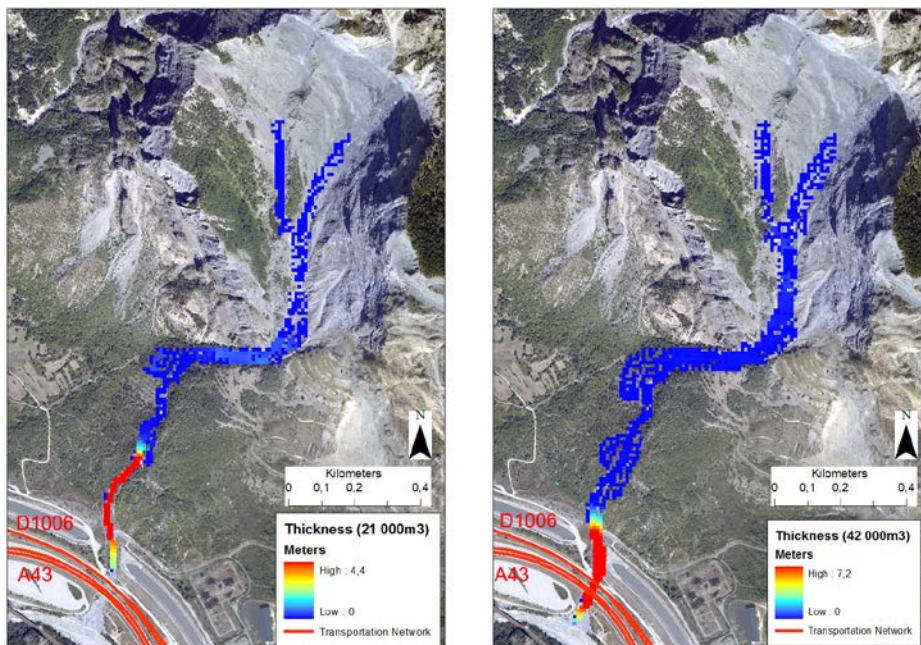 N
Kilometers
0 0,1 0,2 0,4
D1006
A43
Thickness (21 000m3)
Meters
High : 4,4
Low : 0
Transportation Network
N
Kilometers
0 0,1 0,2 0,4
D1006
A43
Thickness (42 000m3)
Meters
High : 7,2
Low : 0
Transportation Network